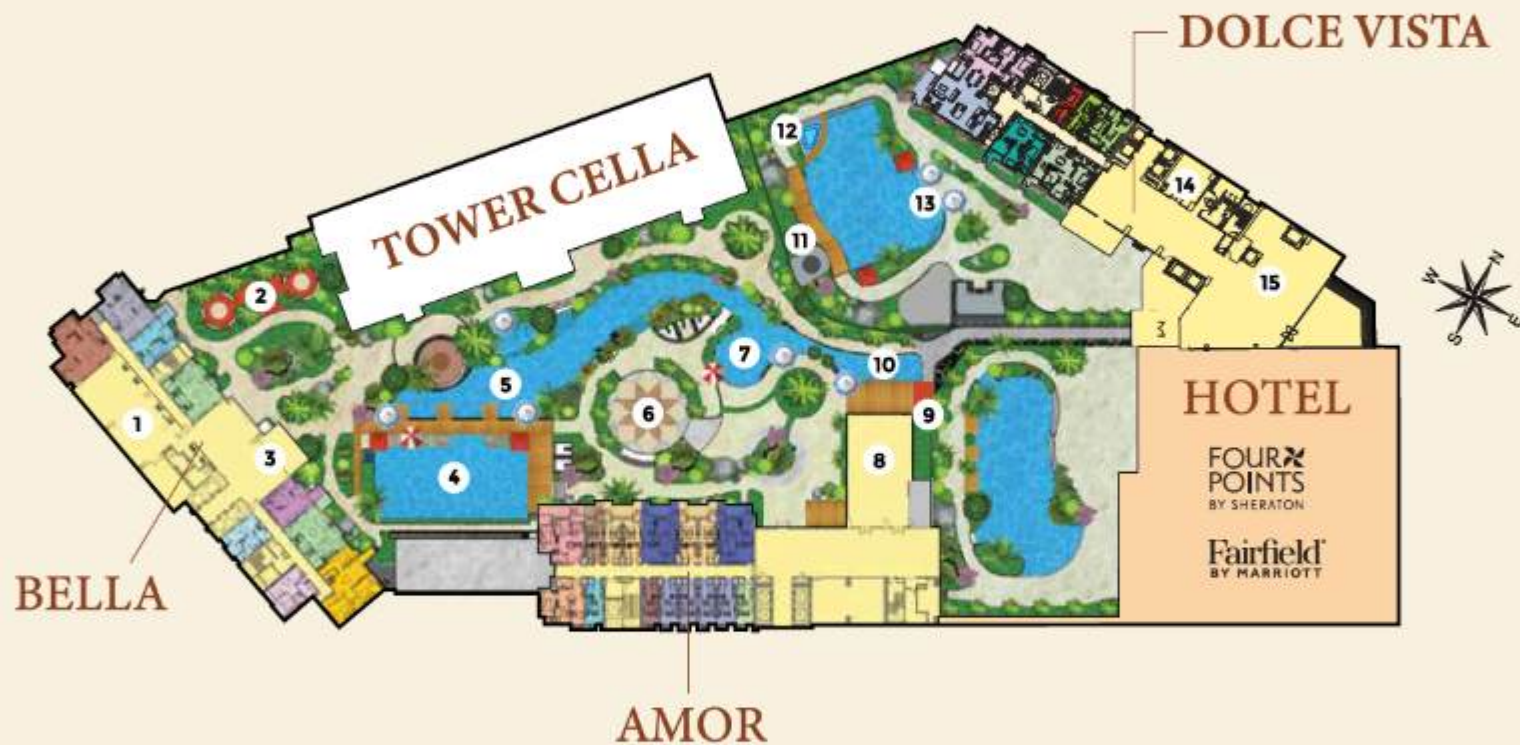 DOLCE VISTA
TOWER CELLA
12
13
14
11
15
2
W
N
S
E
7
10
5
1
6
9
HOTEL
3
4
8
FOUR
POINTS
BY SHERATON
Fairfield
BY MARRIOTT
BELLA
AMOR